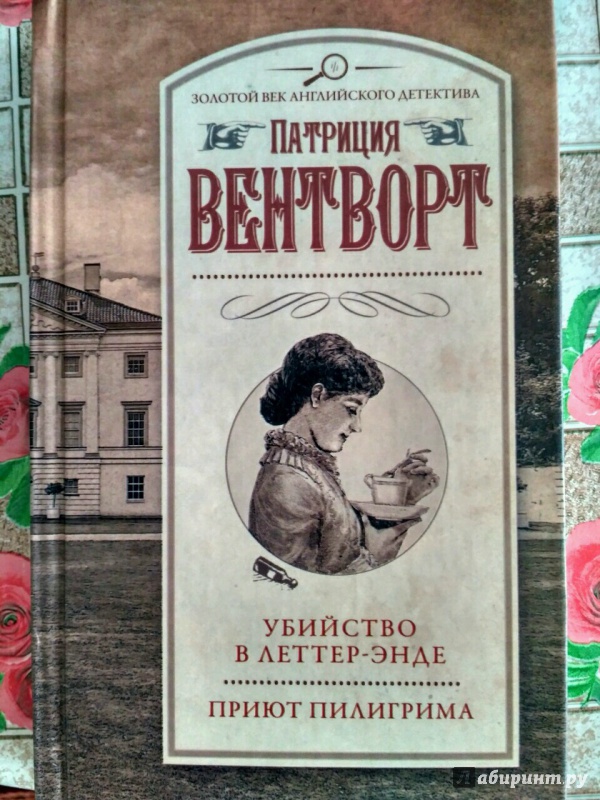 ЗОЛОТОЙ ВЕК АНГЛИЙСКОГО ДЕТЕКТИВА
ПАТРИЦИЯ
ВЕНТВОРТ
УБИЙСТВО
В ЛЕТТЕР-ЭНДЕ
ПРИЮТ ПИЛИГРИМА
Лабиринт.ру